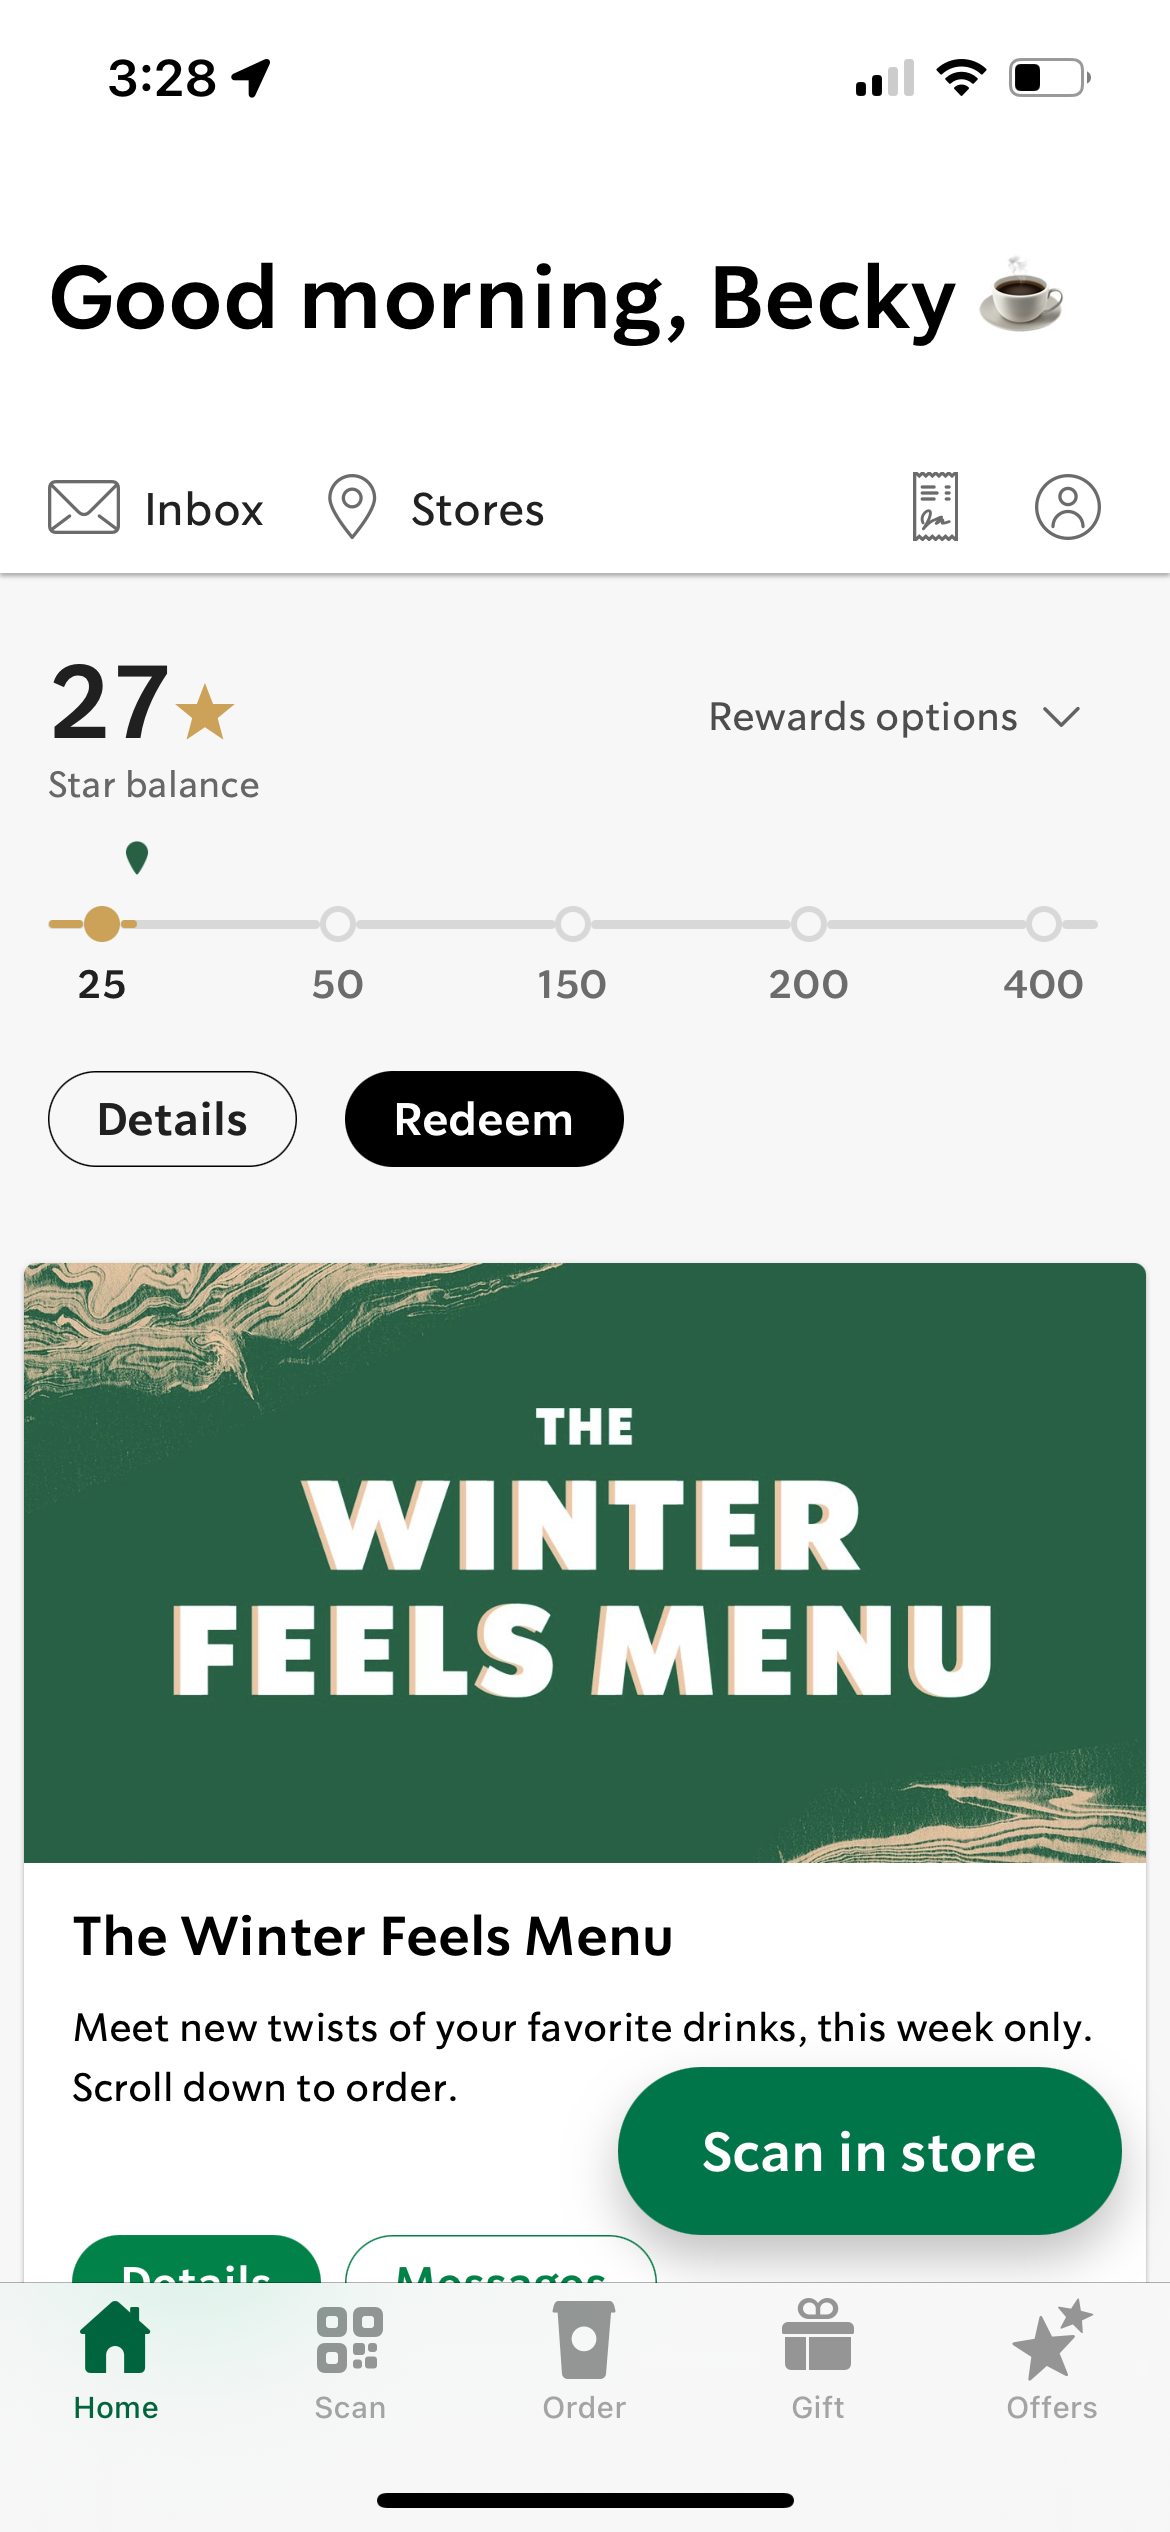 3:28
Good morning, Becky
Inbox
Stores
27
Rewards options
Star balance
25 50 150 200 400
Details
Redeem
THE
WINTER
FEELS MENU
The Winter Feels Menu
Meet new twists of your favorite drinks, this week only.
Scroll down to order.
Scan in store
Details
Messages
Home
Scan
Order
Gift
Offers